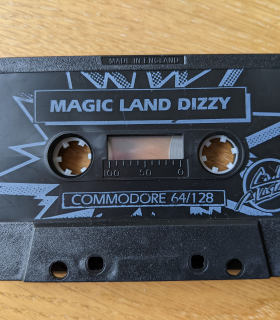 MADE IN ENGLAND
MAGIC LAND DIZZY
100 50 0
COMMODORE 64/128